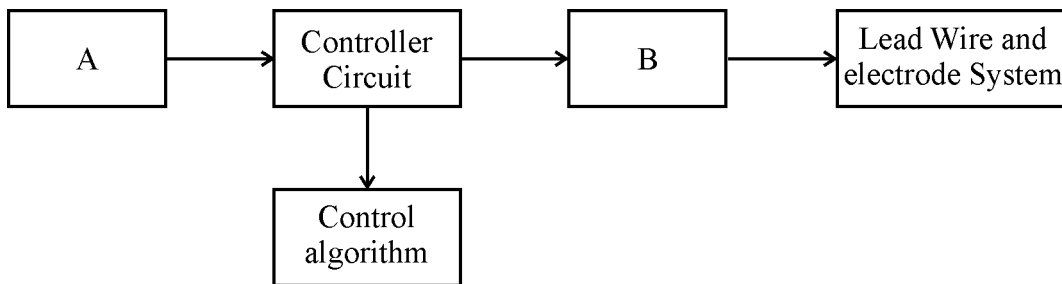 A
Controller
Circuit
B
Lead Wire and
electrode System
Control
algorithm